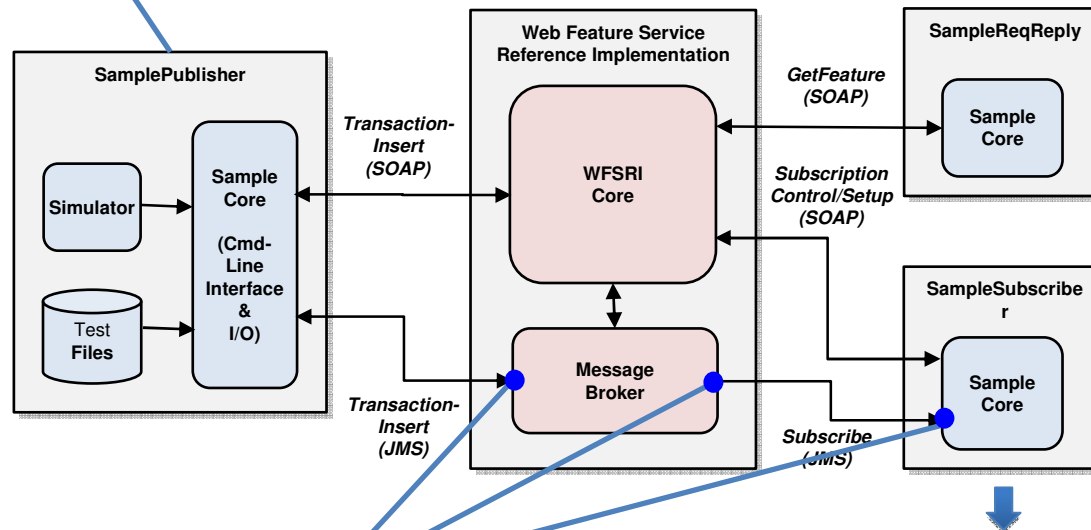 SamplePublisher
Simulator
Test
Files
Sample
Core
(Cmd-
Line
Interface
&
I/O)
Transaction-
Insert
(SOAP)
Transaction-
Insert
(JMS)
Web Feature Service
Reference Implementation
WFSRI
Core
Message
Broker
GetFeature
(SOAP)
Subscription
Control/Setup
(SOAP)
Subscribe
(JMS)
SampleReqReply
Sample
Core
SampleSubscribe
r
Sample
Core